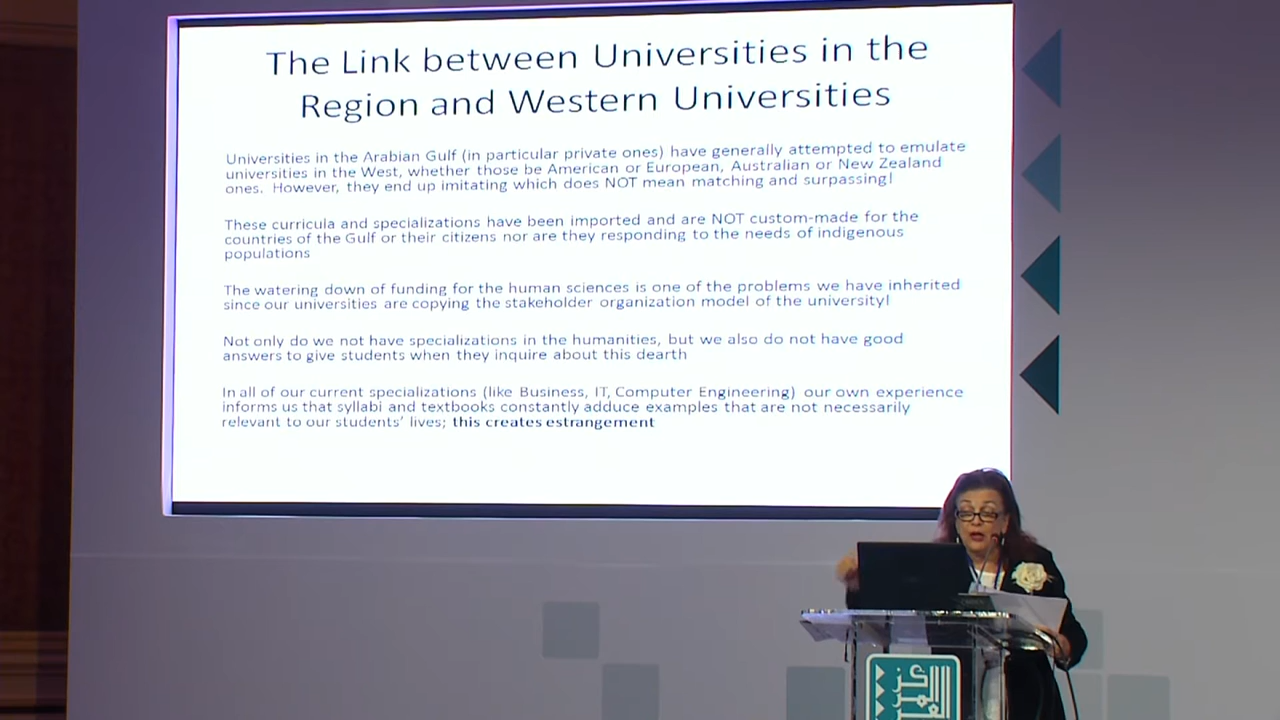 The Link between Universities in the
Region and Western Universities
Universities in the Arabian Gulf (in particular private ones) have generally attempted to emulate
universities in the West, whether those be American or European, Australian or New Zealand
ones. However, they end up imitating which does NOT mean matching and surpassing!
These curricula and specializations have been imported and are NOT custom-made for the
countries of the Gulf or their citizens nor are they responding to the needs of indigenous
populations
The watering down of funding for the human sciences is one of the problems we have inherited
since our universities are copying the stakeholder organization model of the university!
Not only do we not have specializations in the humanities, but we also do not have good
answers to give students when they inquire about this dearth
In all of our current specializations (like Business, IT, Computer Engineering) our own experience
informs us that syllabi and textbooks constantly adduce examples that are not necessarily
relevant to our students' lives; this creates estrangement